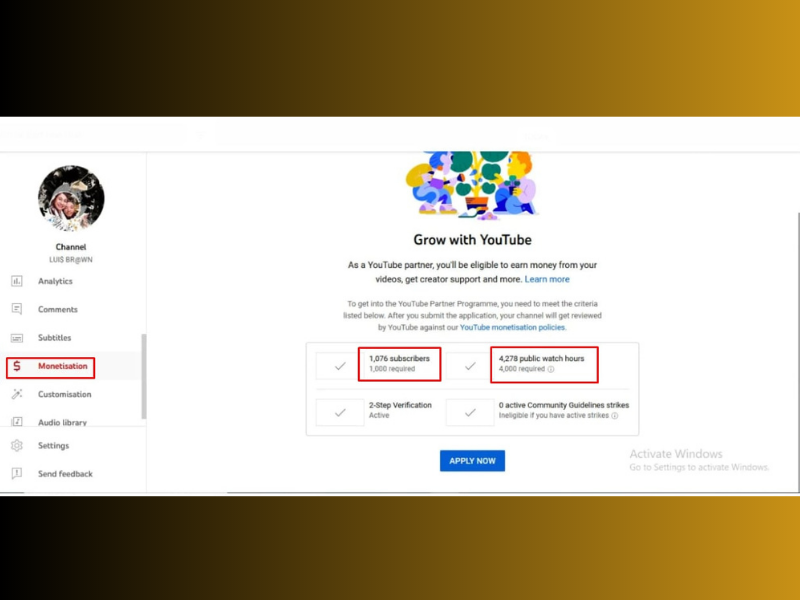 Channel
LUI$ BR@WN
Analytics
Comments
Subtitles
Monetisation
Customisation
Audio library
Settings
Send feedback
Grow with YouTube
As a YouTube partner, you'll be eligible to earn money from your
videos, get creator support and more. Learn more
To get into the YouTube Partner Programme, you need to meet the criteria
listed below. After you submit the application, your channel will get reviewed
by YouTube against our YouTube monetisation policies.
1,076 subscribers
1,000 required
4,278 public watch hours
4,000 required
2-Step Verification
Active
0 active Community Guidelines strikes
Ineligible if you have active strikes
APPLY NOW
Activate Windows
Go to Settings to activate Windows.